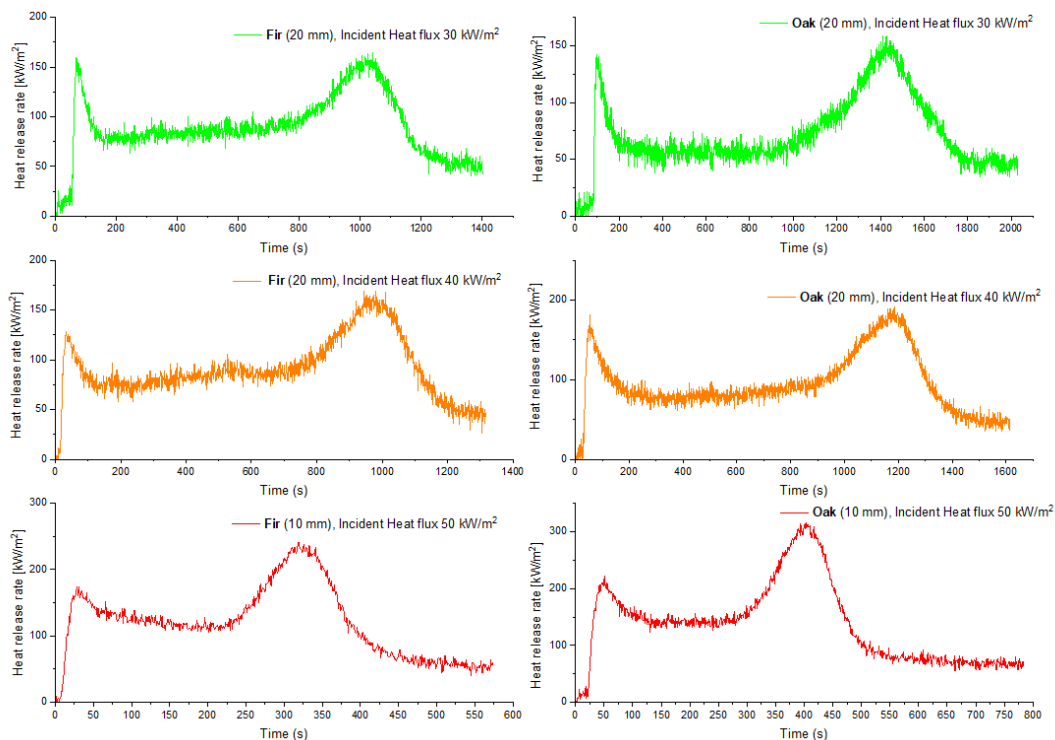 Fir (20 mm), Incident Heat flux 30 kW/m²
Heat release rate [kW/m²]
200
150
100
50
0
0 200 400 600 800 1000 1200 1400
Time (s)
Oak (20 mm), Incident Heat flux 30 kW/m²
Heat release rate [kW/m²]
150
100
50
0
0 200 400 600 800 1000 1200 1400 1600 1800 2000
Time (s)
Fir (20 mm), Incident Heat flux 40 kW/m²
Heat release rate [kW/m²]
200
150
100
50
0
0 200 400 600 800 1000 1200 1400
Time (s)
Oak (20 mm), Incident Heat flux 40 kW/m²
Heat release rate [kW/m²]
200
100
0
0 200 400 600 800 1000 1200 1400 1600
Time (s)
Fir (10 mm), Incident Heat flux 50 kW/m²
Heat release rate [kW/m²]
300
250
200
150
100
50
0
0 50 100 150 200 250 300 350 400 450 500 550 600
Time (s)
Oak (10 mm), Incident Heat flux 50 kW/m²
Heat release rate [kW/m²]
300
200
100
0
0 50 100 150 200 250 300 350 400 450 500 550 600 650 700 750 800
Time (s)